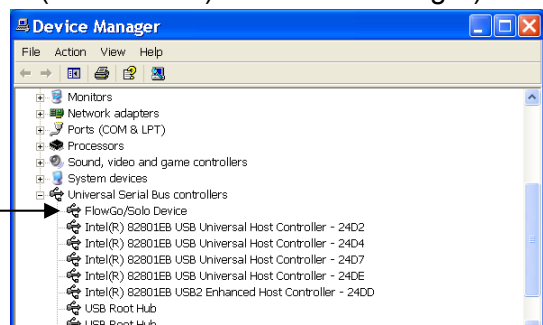 Device Manager
File Action View Help
Monitors
Network adapters
Ports (COM & LPT)
Processors
Sound, video and game controllers
System devices
Universal Serial Bus controllers
FlowGo/Solo Device
Intel(R) 82801EB USB Universal Host Controller - 24D2
Intel(R) 82801EB USB Universal Host Controller - 24D4
Intel(R) 82801EB USB Universal Host Controller - 24D7
Intel(R) 82801EB USB Universal Host Controller - 24DE
Intel(R) 82801EB USB2 Enhanced Host Controller - 24DD
USB Root Hub
USB Root Hub